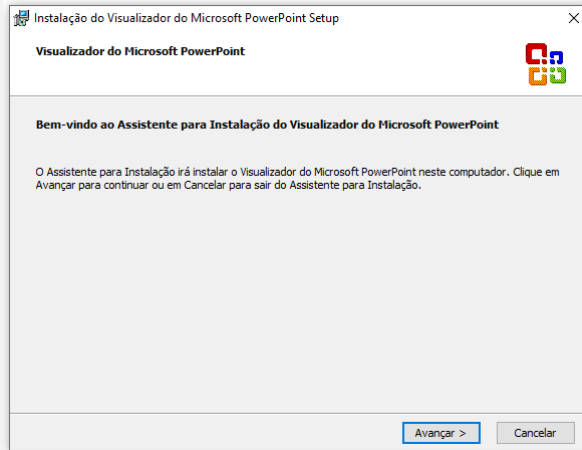 Instalação do Visualizador do Microsoft PowerPoint Setup
Visualizador do Microsoft PowerPoint
Bem-vindo ao Assistente para Instalação do Visualizador do Microsoft PowerPoint
O Assistente para Instalação irá instalar o Visualizador do Microsoft PowerPoint neste computador. Clique em
Avançar para continuar ou em Cancelar para sair do Assistente para Instalação.
Avançar >
Cancelar